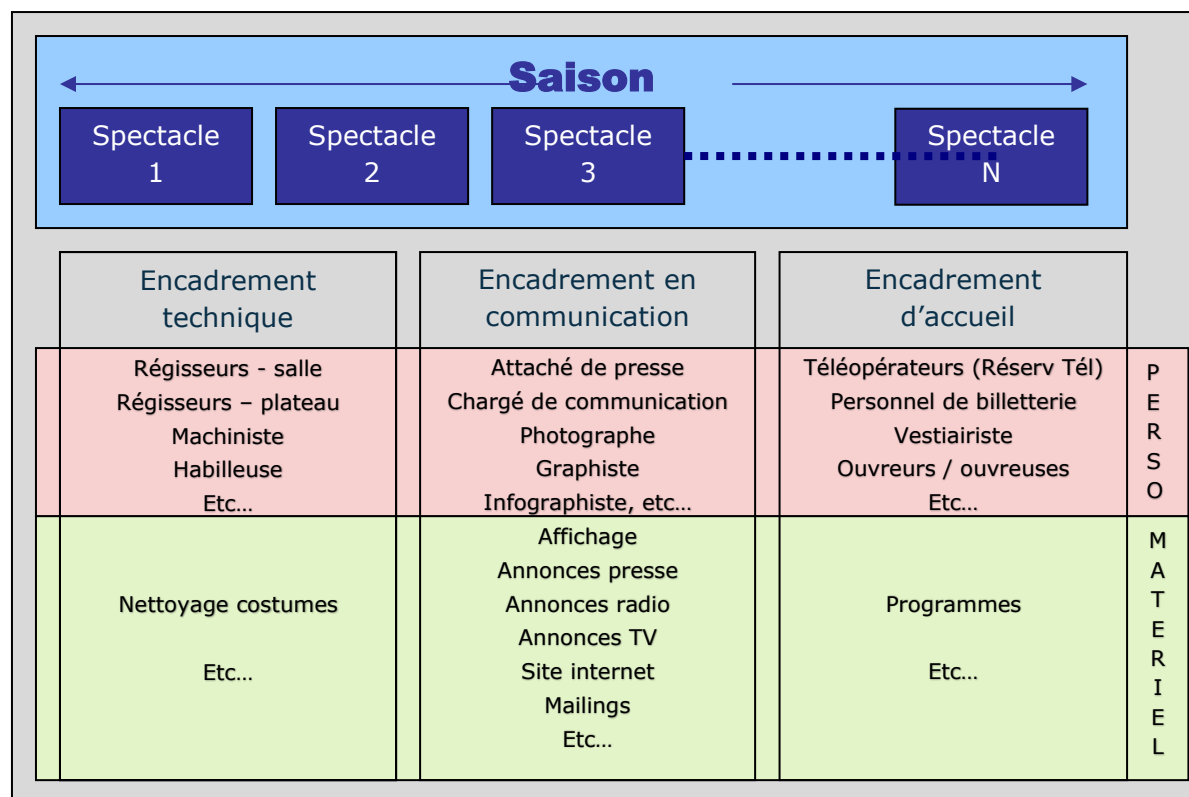 Saison
Spectacle
1
Spectacle
2
Spectacle
3
Spectacle
N
Encadrement
technique
Encadrement en
communication
Encadrement
d'accueil
Régisseurs - salle
Régisseurs – plateau
Machiniste
Habilleuse
Etc…
Attaché de presse
Chargé de communication
Photographe
Graphiste
Infographiste, etc…
Téléopérateurs (Réserv Tél)
Personnel de billetterie
Vestiairiste
Ouvreurs / ouvreuses
Etc…
P
E
R
S
O
Nettoyage costumes
Etc…
Affichage
Annonces presse
Annonces radio
Annonces TV
Site internet
Mailings
Etc…
Programmes
Etc…
M
A
T
E
R
I
E
L